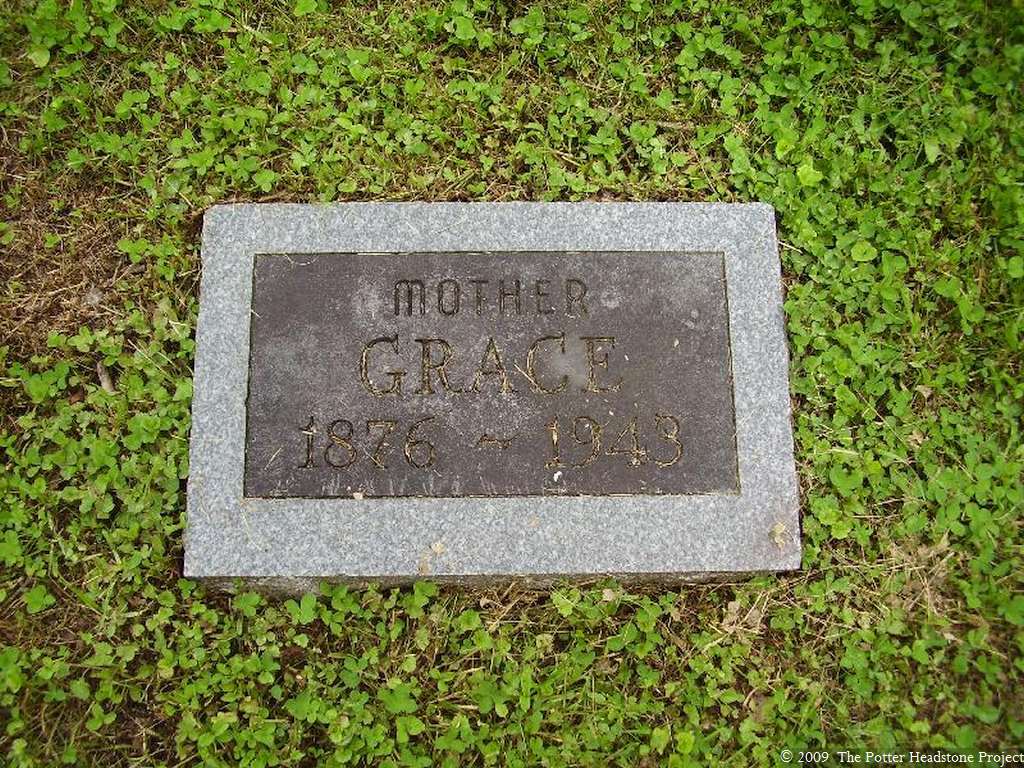 MOTHER
GRACE
1876 ~ 1943
© 2009 The Potter Headstone Project